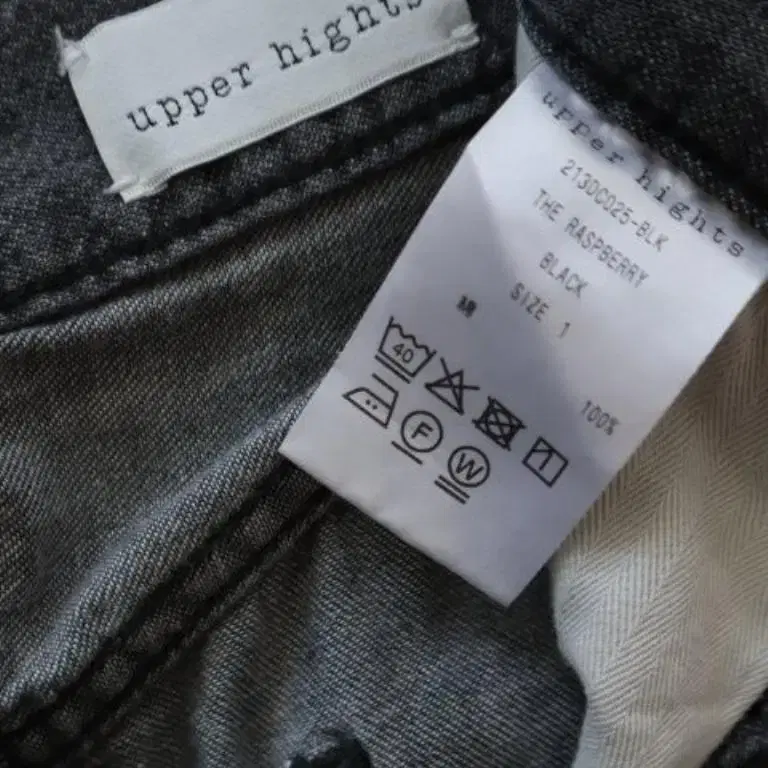 upper hights
upper hights
213DC025-BLK
THE RASPBERRY
BLACK
SIZE 1
100%
40
F
W